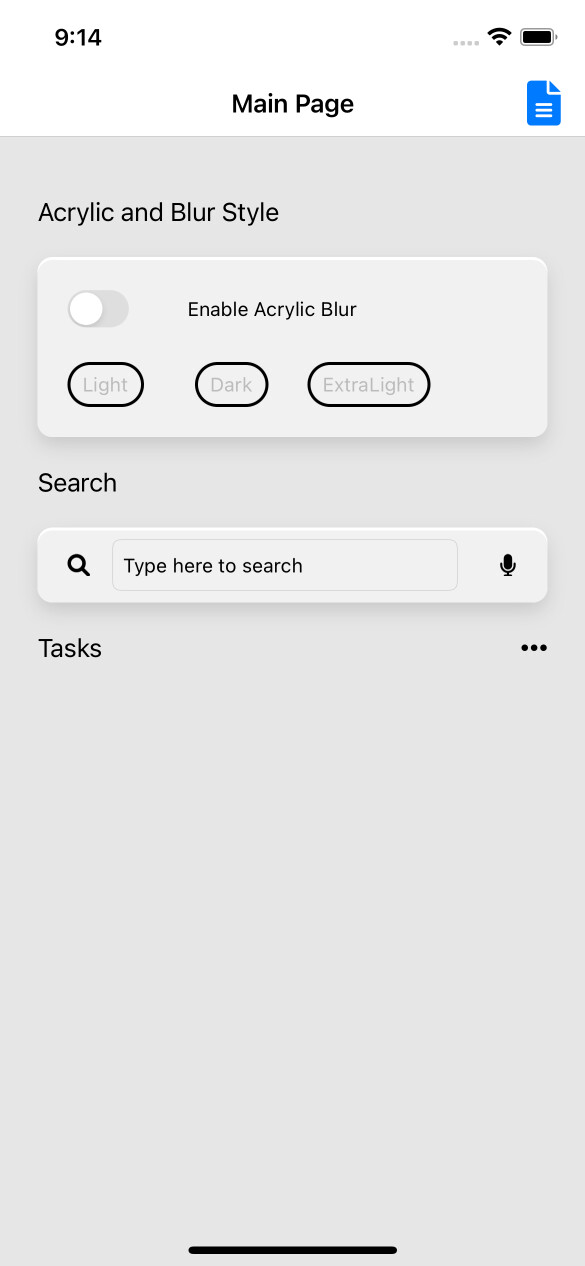 9:14
Main Page
Acrylic and Blur Style
Enable Acrylic Blur
Light Dark ExtraLight
Search
Type here to search
Tasks